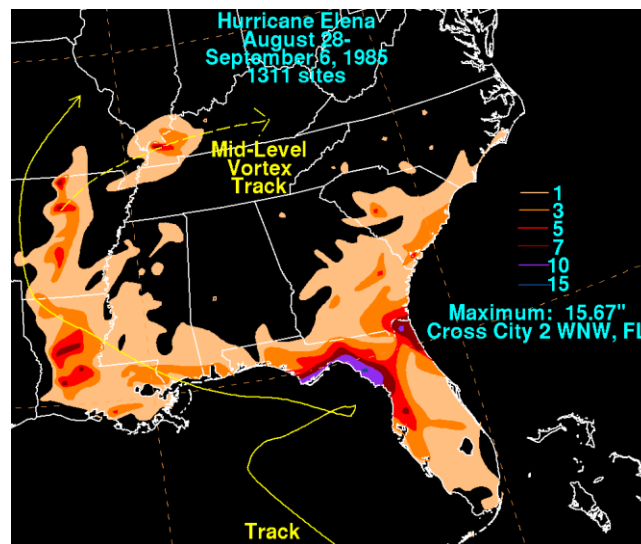 Hurricane Elena
August 28-
September 6, 1985
1311 sites
Mid-Level
Vortex
Track
1
3
5
7
10
15
Maximum: 15.67"
Cross City 2 WNW, FL
Track